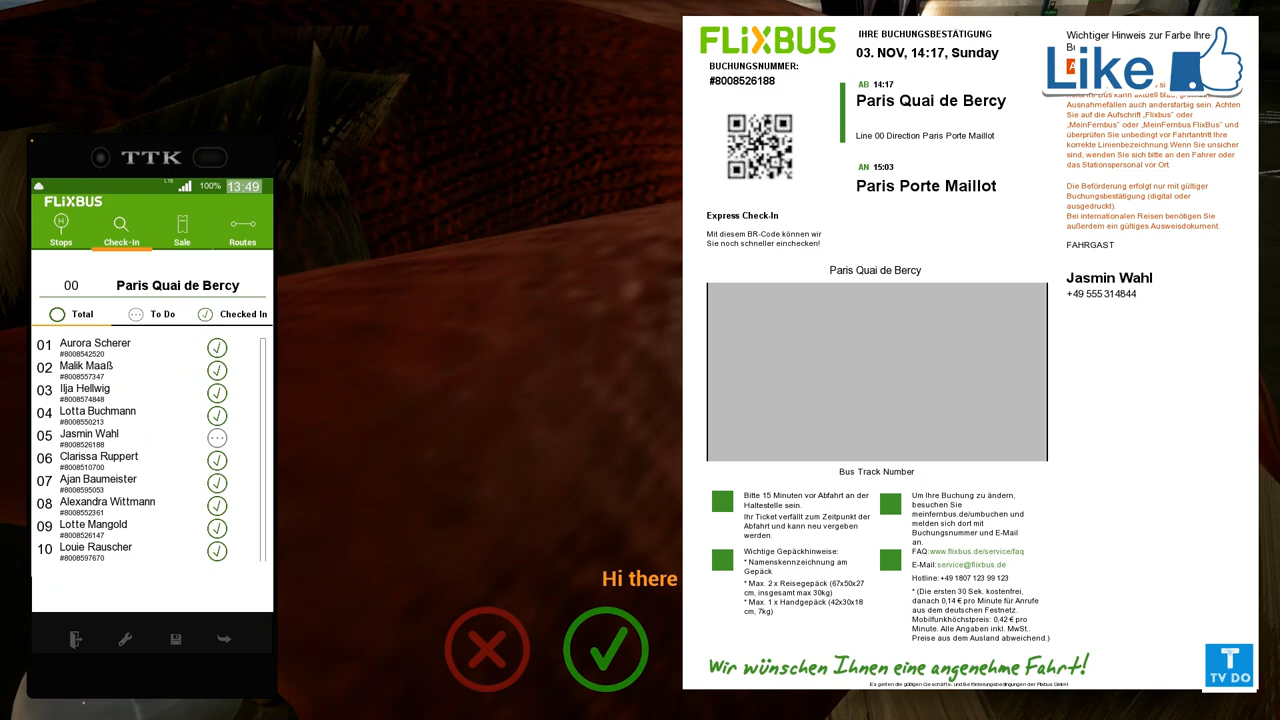 TTK
LTE 100% 13:49
FLiXBUS
Stops Check-In Sale Routes
00 Paris Quai de Bercy
Total To Do Checked In
01 Aurora Scherer
#8008542520
02 Malik Maaß
#8008557347
03 Ilja Hellwig
#8008574848
04 Lotta Buchmann
#8008550213
05 Jasmin Wahl
#8008526188
06 Clarissa Ruppert
#8008510700
07 Ajan Baumeister
#8008595053
08 Alexandra Wittmann
#8008552361
09 Lotte Mangold
#8008526147
10 Louie Rauscher
#8008597670
Hi there
FLiXBUS
BUCHUNGSNUMMER:
#8008526188
IHRE BUCHUNGSBESTÄTIGUNG
03. NOV, 14:17, Sunday
AB 14:17
Paris Quai de Bercy
Line 00 Direction Paris Porte Maillot
AN 15:03
Paris Porte Maillot
Express Check-In
Mit diesem BR-Code können wir
Sie noch schneller einchecken!
Paris Quai de Bercy
Bus Track Number
Bitte 15 Minuten vor Abfahrt an der
Haltestelle sein.
Ihr Ticket verfällt zum Zeitpunkt der
Abfahrt und kann neu vergeben
werden.
Wichtige Gepäckhinweise:
* Namenskennzeichnung am
Gepäck
* Max. 2 x Reisegepäck (67x50x27
cm, insgesamt max 30kg)
* Max. 1 x Handgepäck (42x30x18
cm, 7kg)
Um Ihre Buchung zu ändern,
besuchen Sie
meinfernbus.de/umbuchen und
melden sich dort mit
Buchungsnummer und E-Mail
an.
FAQ:www.flixbus.de/service/faq
E-Mail:service@flixbus.de
Hotline:+49 1807 123 99 123
* (Die ersten 30 Sek. kostenfrei,
danach 0,14 € pro Minute für Anrufe
aus dem deutschen Festnetz.
Mobilfunkhöchstpreis: 0,42 € pro
Minute. Alle Angaben inkl. MwSt..
Preise aus dem Ausland abweichend.)
Wir wünschen Ihnen eine angenehme Fahrt!
Es gelten die gültigen Geschäfts- und Beförderungsbedingungen der Flixbus GmbH
Wichtiger Hinweis zur Farbe Ihre
Like
Ausnahmefällen auch andersfarbig sein. Achten
Sie auf die Aufschrift „Flixbus" oder
„MeinFernbus" oder „MeinFernbus FlixBus" und
überprüfen Sie unbedingt vor Fahrtantritt Ihre
korrekte Linienbezeichnung.Wenn Sie unsicher
sind, wenden Sie sich bitte an den Fahrer oder
das Stationspersonal vor Ort.
Die Beförderung erfolgt nur mit gültiger
Buchungsbestätigung (digital oder
ausgedruckt).
Bei internationalen Reisen benötigen Sie
außerdem ein gültiges Ausweisdokument.
FAHRGAST
Jasmin Wahl
+49 555 314844
T
TV DO